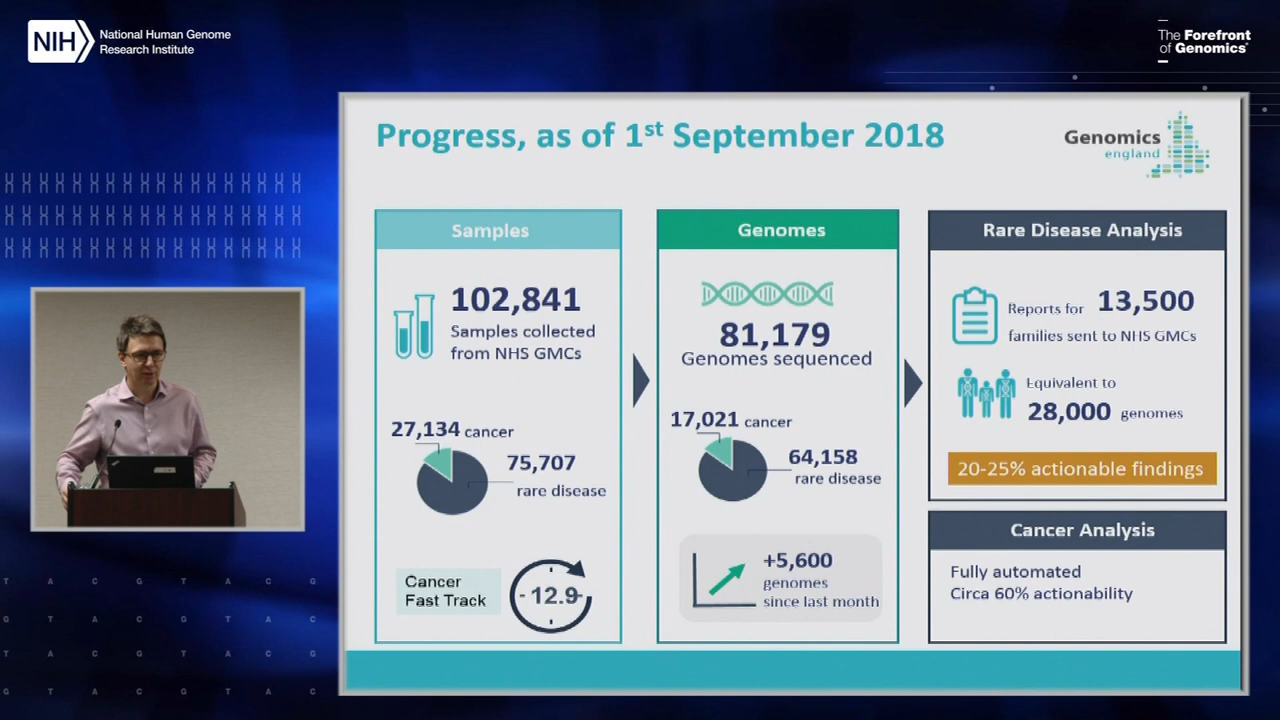 NIH
National Human Genome
Research Institute
The Forefront
of Genomics®
Progress, as of 1st September 2018
Genomics
england
Samples
102,841
Samples collected
from NHS GMCs
27,134 cancer
75,707
rare disease
Cancer
Fast Track
12.9
Genomes
81,179
Genomes sequenced
17,021 cancer
64,158
rare disease
+5,600
genomes
since last month
Rare Disease Analysis
Reports for 13,500
families sent to NHS GMCs
Equivalent to
28,000 genomes
20-25% actionable findings
Cancer Analysis
Fully automated
Circa 60% actionability
T A C G T A C G
G T A C G T A C
T A C G T A C G
G T A C G T A C